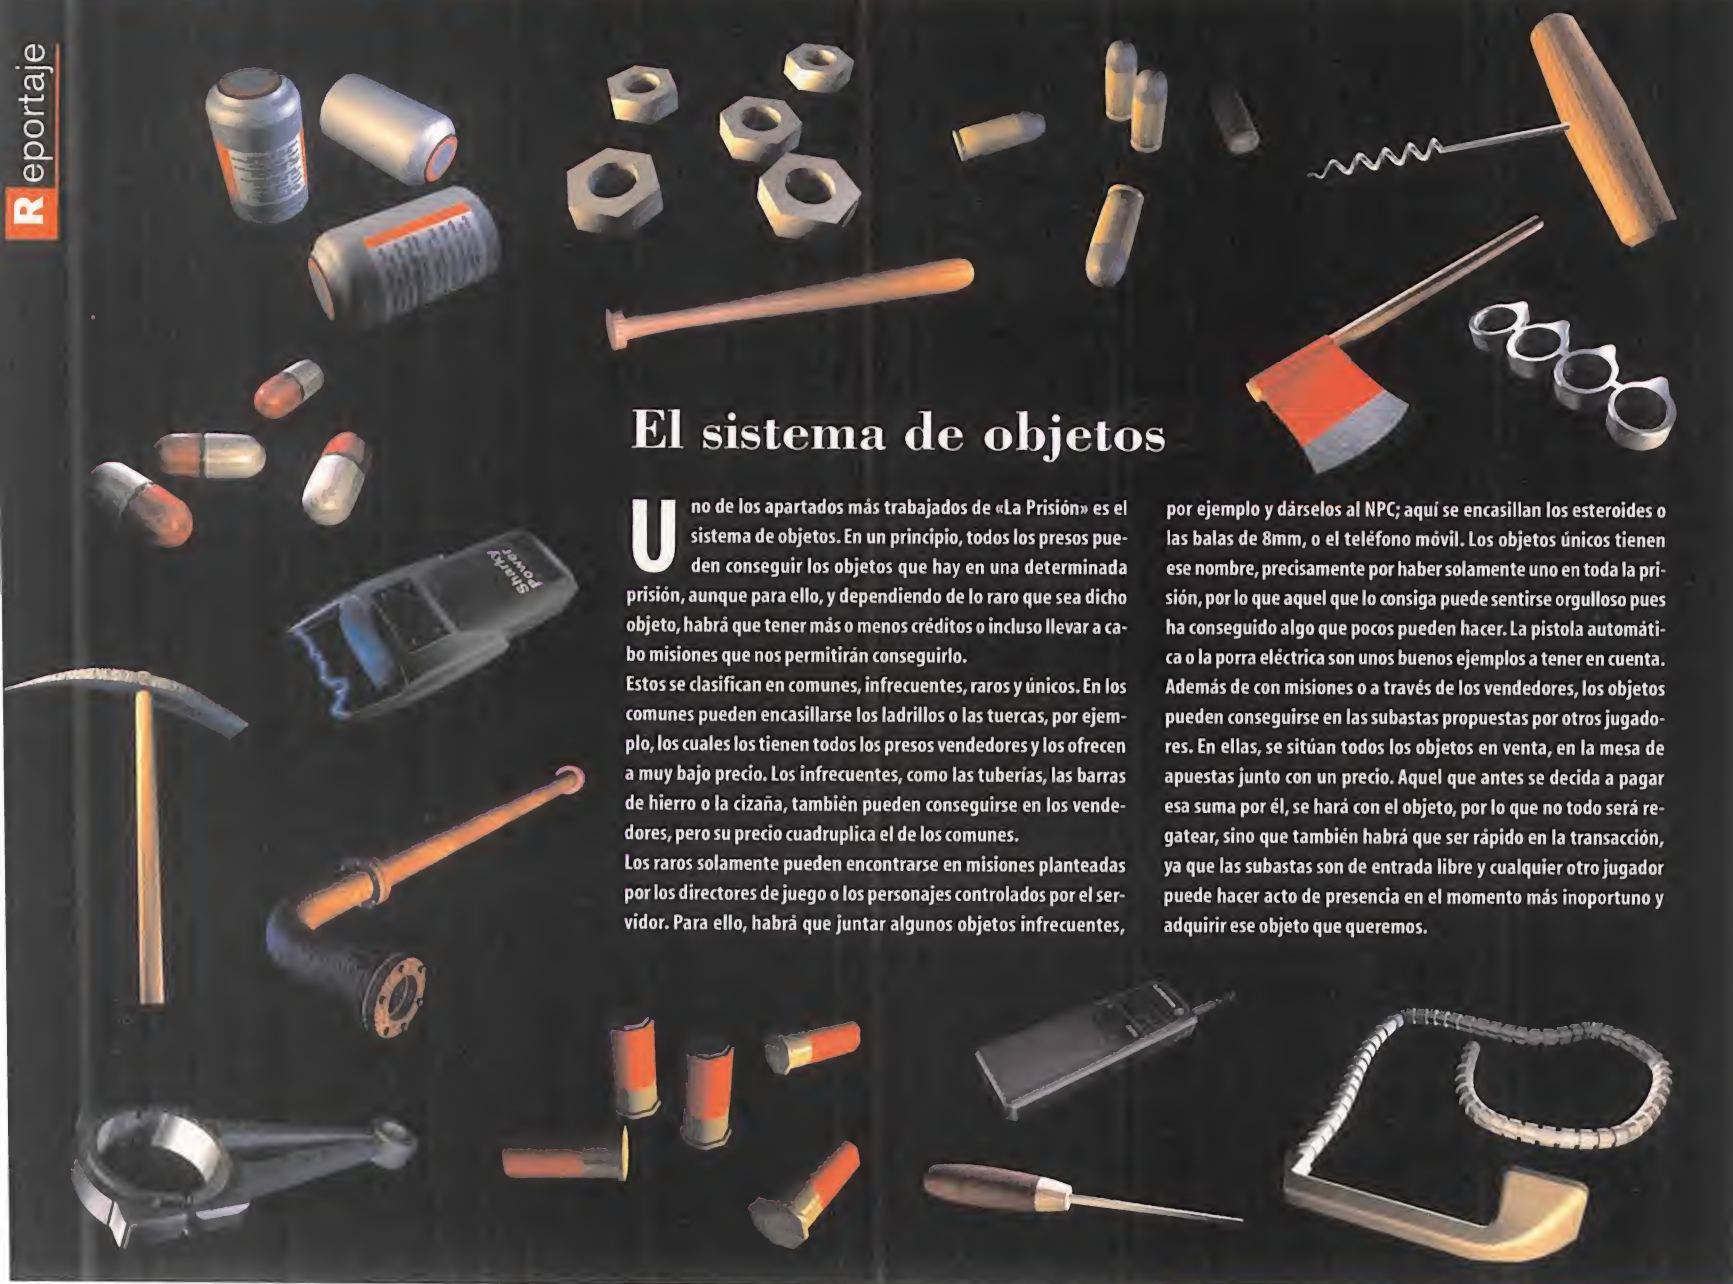 Reportaje
Sharky
Power
El sistema de objetos
Uno de los apartados más trabajados de «La Prisión» es el
sistema de objetos. En un principio, todos los presos pue-
den conseguir los objetos que hay en una determinada
prisión, aunque para ello, y dependiendo de lo raro que sea dicho
objeto, habrá que tener más o menos créditos o incluso llevar a ca-
bo misiones que nos permitirán conseguirlo.
Estos se clasifican en comunes, infrecuentes, raros y únicos. En los
comunes pueden encasillarse los ladrillos o las tuercas, por ejem-
plo, los cuales los tienen todos los presos vendedores y los ofrecen
a muy bajo precio. Los infrecuentes, como las tuberías, las barras
de hierro o la cizaña, también pueden conseguirse en los vende-
dores, pero su precio cuadruplica el de los comunes.
Los raros solamente pueden encontrarse en misiones planteadas
por los directores de juego o los personajes controlados por el ser-
vidor. Para ello, habrá que juntar algunos objetos infrecuentes,
por ejemplo y dárselos al NPC; aquí se encasillan los esteroides o
las balas de 8mm, o el teléfono móvil. Los objetos únicos tienen
ese nombre, precisamente por haber solamente uno en toda la pri-
sión, por lo que aquel que lo consiga puede sentirse orgulloso pues
ha conseguido algo que pocos pueden hacer. La pistola automáti-
ca o la porra eléctrica son unos buenos ejemplos a tener en cuenta.
Además de con misiones o a través de los vendedores, los objetos
pueden conseguirse en las subastas propuestas por otros jugado-
res. En ellas, se sitúan todos los objetos en venta, en la mesa de
apuestas junto con un precio. Aquel que antes se decida a pagar
esa suma por él, se hará con el objeto, por lo que no todo será re-
gatear, sino que también habrá que ser rápido en la transacción,
ya que las subastas son de entrada libre y cualquier otro jugador
puede hacer acto de presencia en el momento más inoportuno y
adquirir ese objeto que queremos.